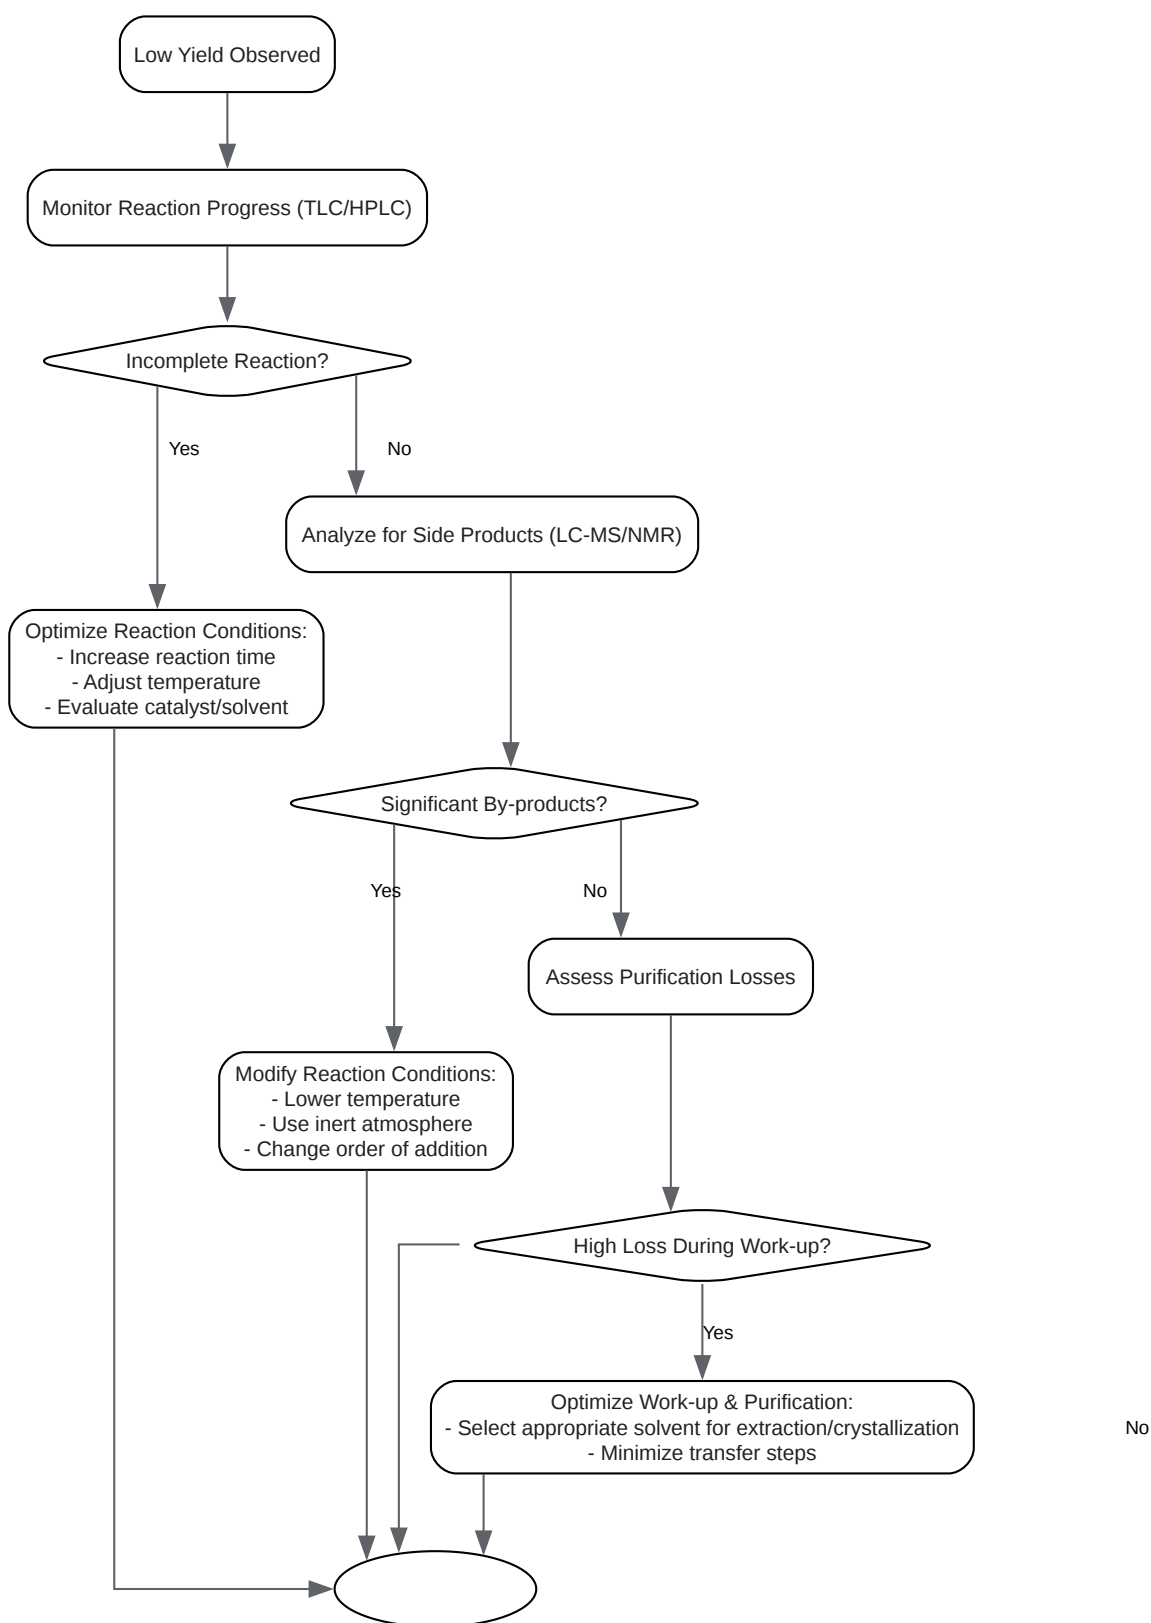 Low Yield Observed
Monitor Reaction Progress (TLC/HPLC)
Incomplete Reaction?
Yes
No
Analyze for Side Products (LC-MS/NMR)
Optimize Reaction Conditions:
- Increase reaction time
- Adjust temperature
- Evaluate catalyst/solvent
Significant By-products?
Yes
No
Assess Purification Losses
Modify Reaction Conditions:
- Lower temperature
- Use inert atmosphere
- Change order of addition
High Loss During Work-up?
Yes
Optimize Work-up & Purification:
- Select appropriate solvent for extraction/crystallization
- Minimize transfer steps
No